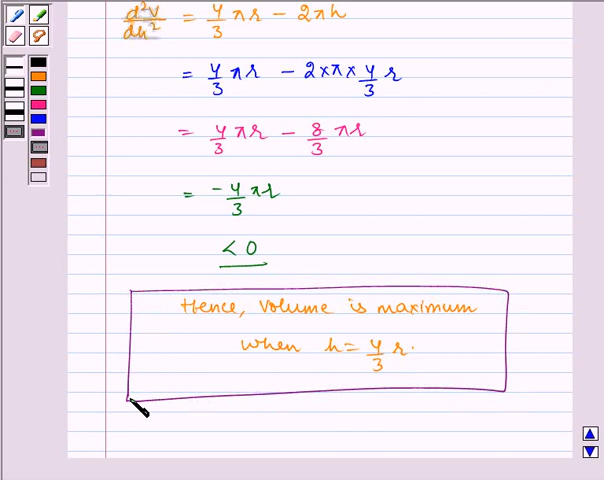 d²V/dh² = 4/3 πr - 2πh
= 4/3 πr - 2×π×4/3 r
= 4/3 πr - 8/3 πr
= -4/3 πr
< 0
Hence, Volume is maximum
when h = 4/3 r.